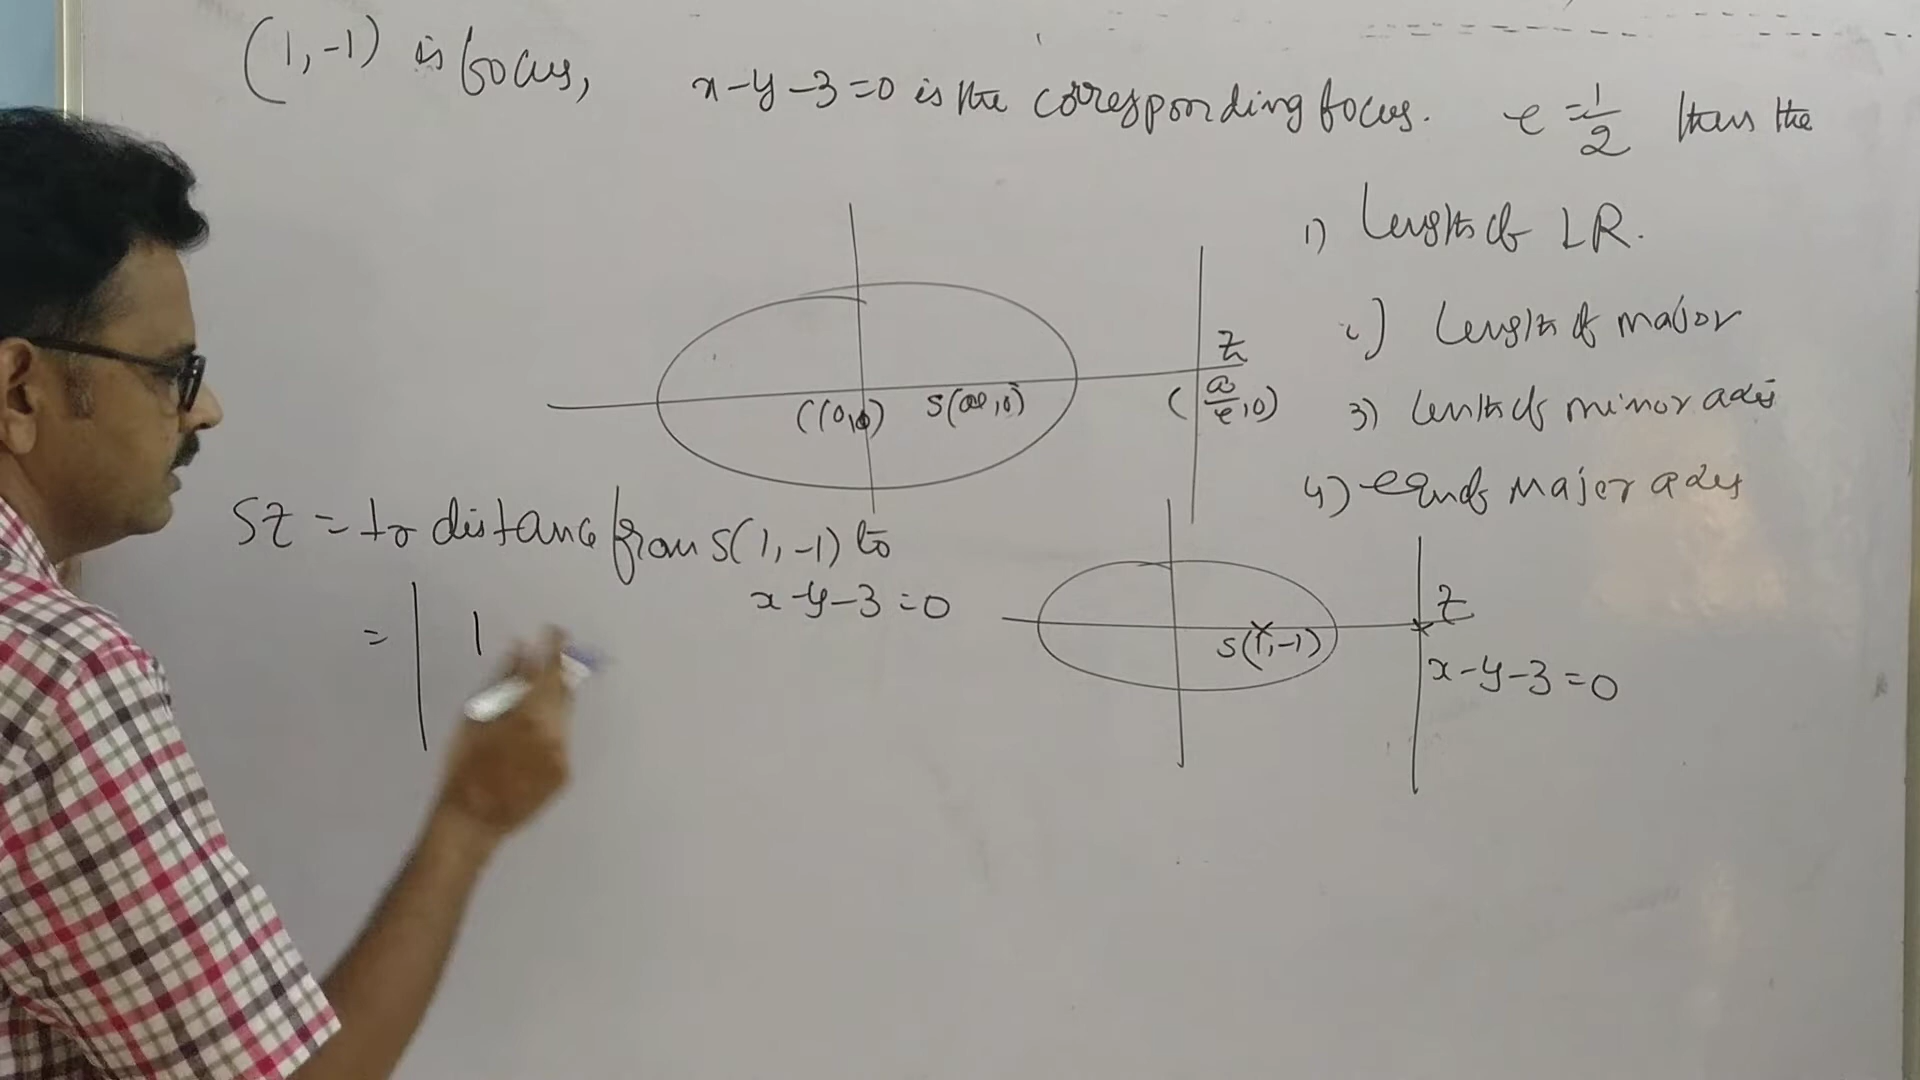 (1,-1) is focus, x-y-3=0 is the corresponding focus. e = 1/2 then the
1) Length of LR.
2) Length of major
3) Lenth of minor axis
4) eqn of Major axis
Z
C(0,0) S(ae,0) (a/e,0)
SZ = ⊥r distance from S(1,-1) to
x-y-3=0
= | 1
Z
S(1,-1)
x-y-3=0